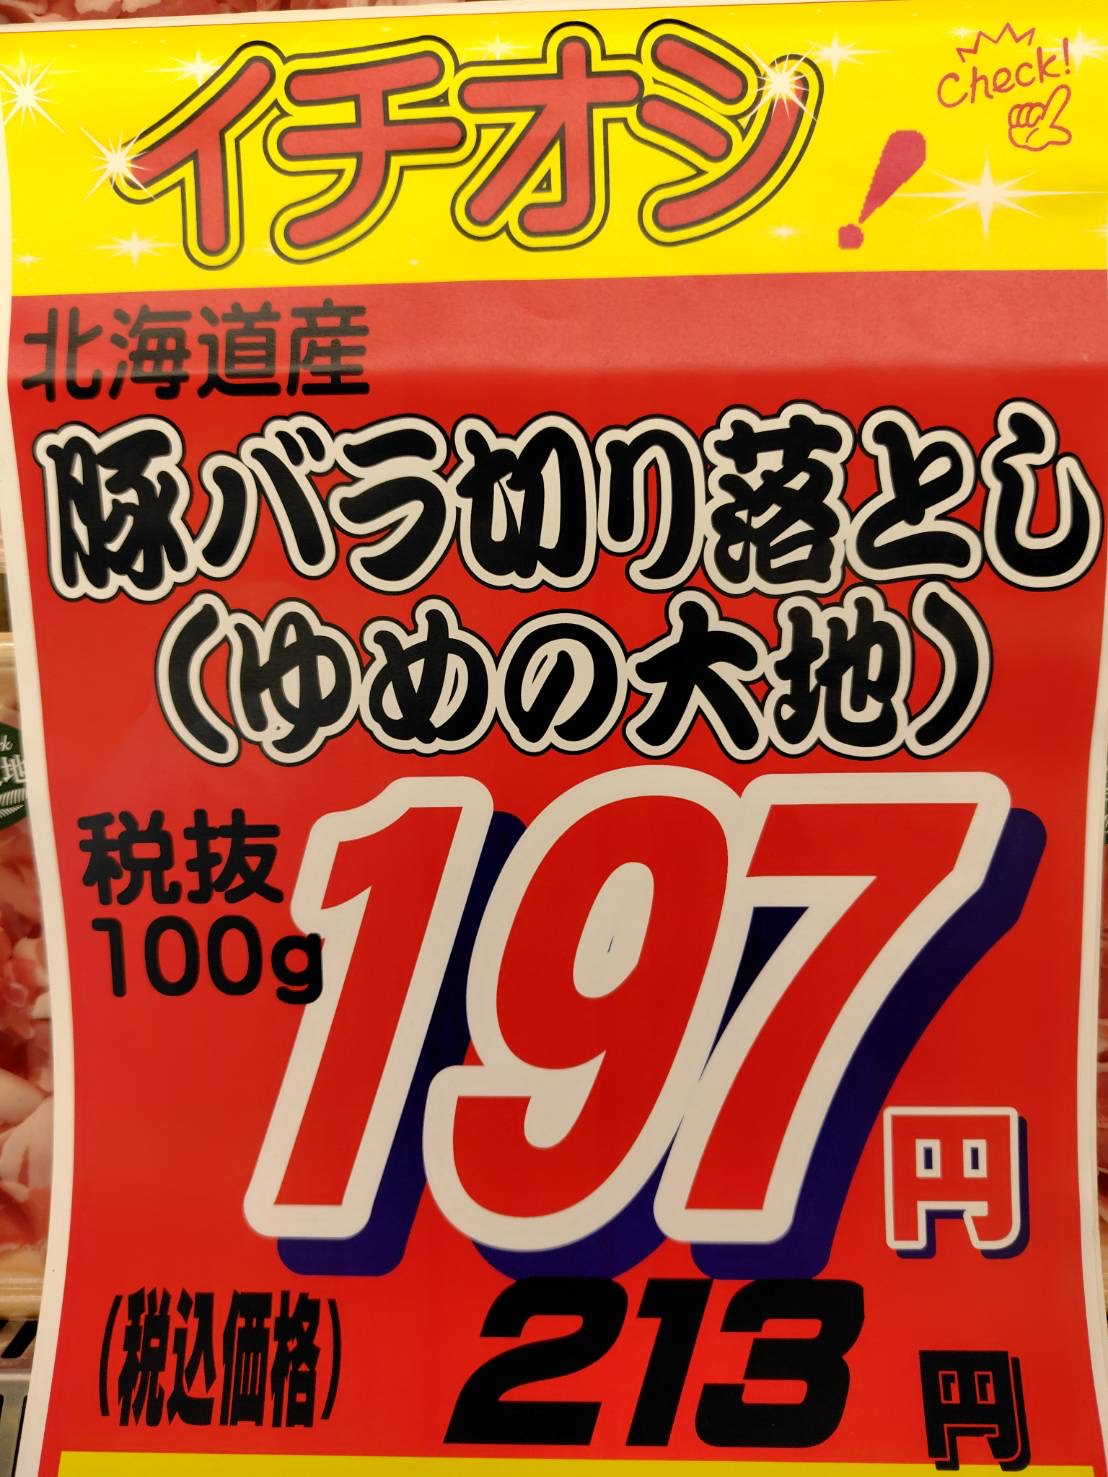 イチオシ!
Check!
北海道産
豚バラ切り落とし
(ゆめの大地)
税抜
100g
197円
(税込価格)
213円